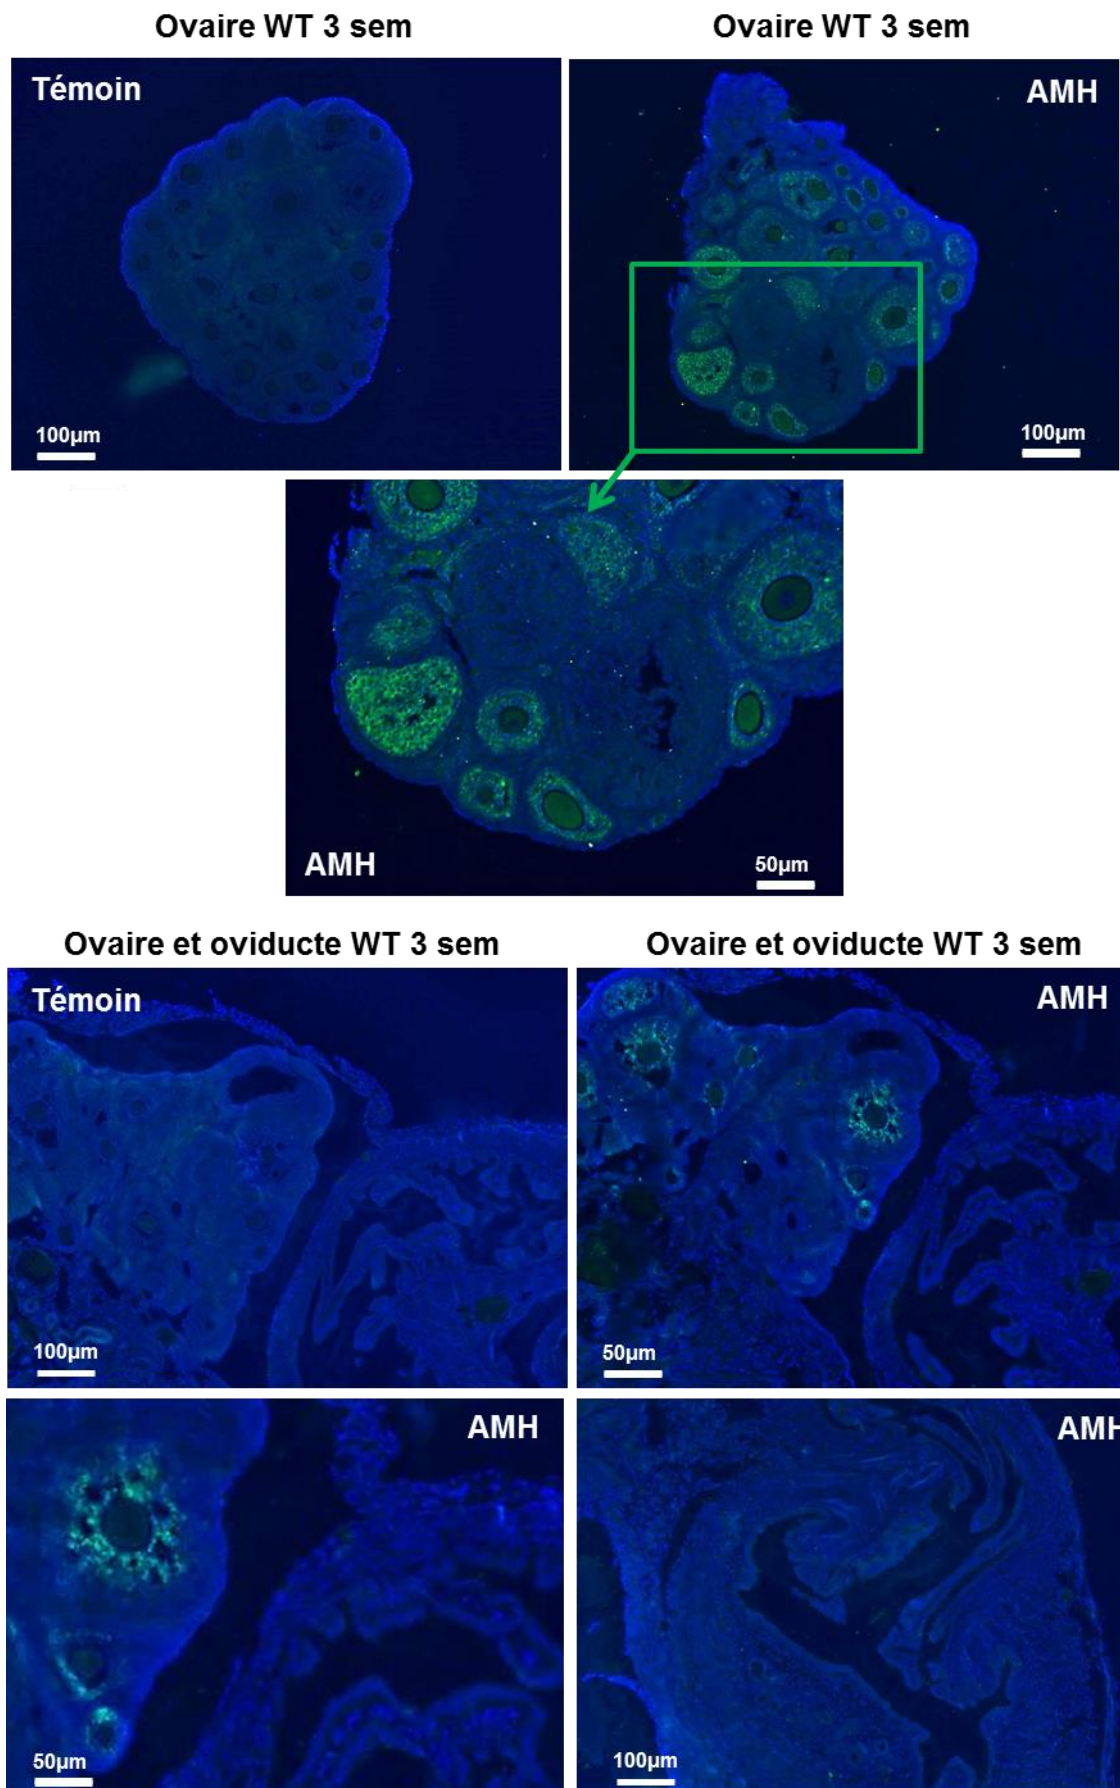 Ovaire WT 3 sem
Ovaire WT 3 sem
Témoin
AMH
100µm
100µm
AMH
50µm
Ovaire et oviducte WT 3 sem
Ovaire et oviducte WT 3 sem
Témoin
AMH
100µm
50µm
AMH
AMH
50µm
100µm